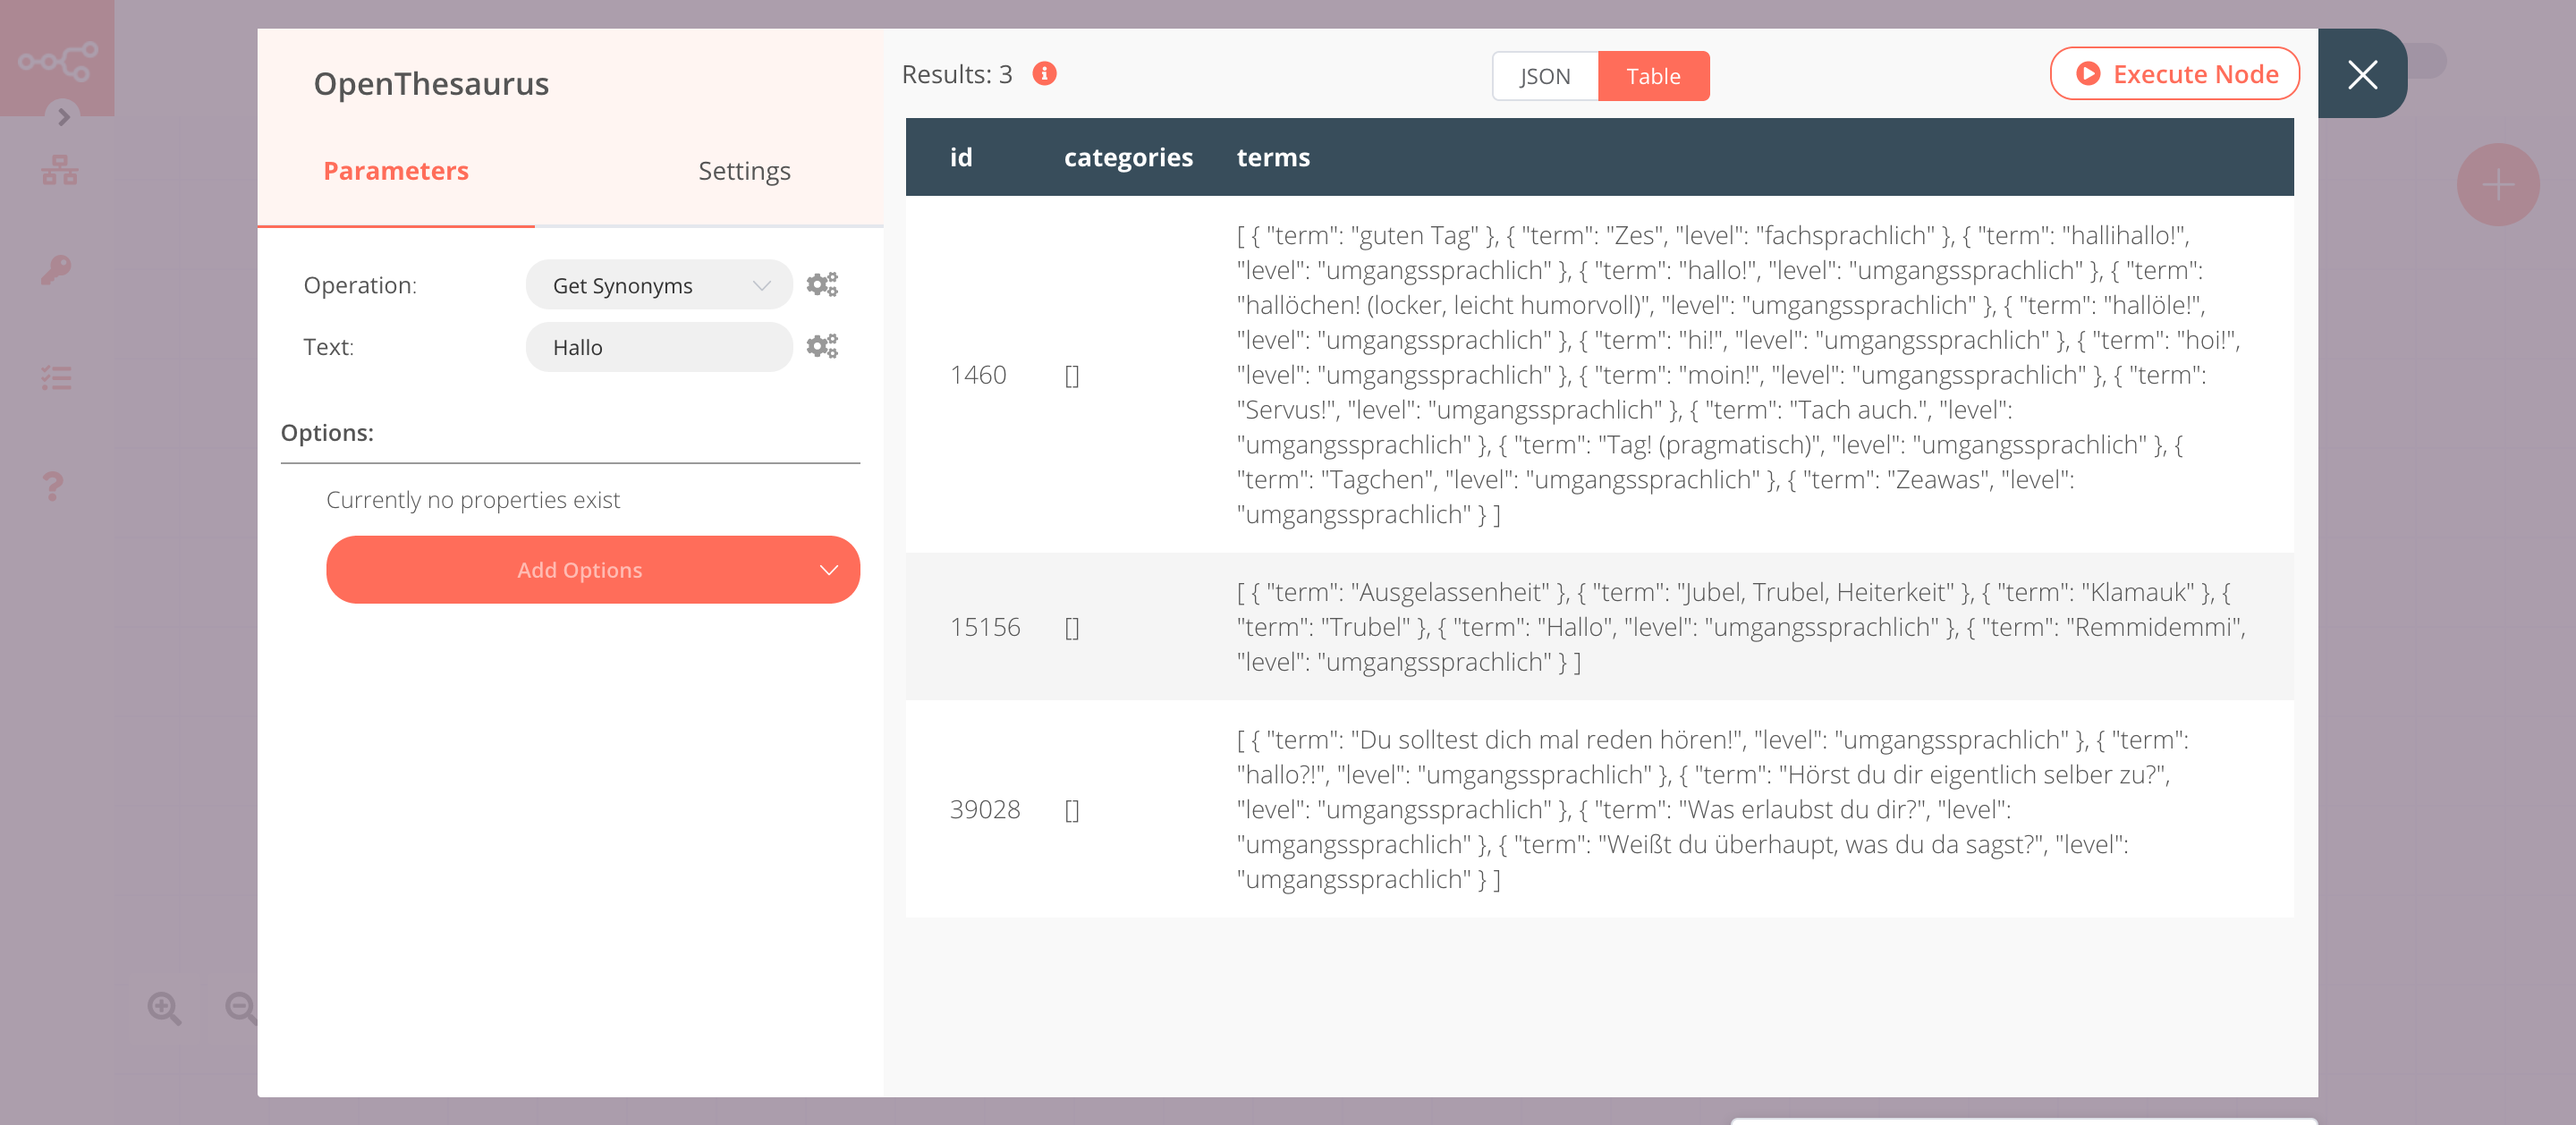 OpenThesaurus
Parameters
Settings
Operation:
Get Synonyms
Text:
Hallo
Options:
Currently no properties exist
Add Options
Results: 3
JSON
Table
Execute Node
id categories terms
1460 []
[ { "term": "guten Tag" }, { "term": "Zes", "level": "fachsprachlich" }, { "term": "hallihallo!",
"level": "umgangssprachlich" }, { "term": "hallo!", "level": "umgangssprachlich" }, { "term":
"hallöchen! (locker, leicht humorvoll)", "level": "umgangssprachlich" }, { "term": "hallöle!",
"level": "umgangssprachlich" }, { "term": "hi!", "level": "umgangssprachlich" }, { "term": "hoi!",
"level": "umgangssprachlich" }, { "term": "moin!", "level": "umgangssprachlich" }, { "term":
"Servus!", "level": "umgangssprachlich" }, { "term": "Tach auch.", "level":
"umgangssprachlich" }, { "term": "Tag! (pragmatisch)", "level": "umgangssprachlich" }, {
"term": "Tagchen", "level": "umgangssprachlich" }, { "term": "Zeawas", "level":
"umgangssprachlich" } ]
15156 []
[ { "term": "Ausgelassenheit" }, { "term": "Jubel, Trubel, Heiterkeit" }, { "term": "Klamauk" }, {
"term": "Trubel" }, { "term": "Hallo", "level": "umgangssprachlich" }, { "term": "Remmidemmi",
"level": "umgangssprachlich" } ]
39028 []
[ { "term": "Du solltest dich mal reden hören!", "level": "umgangssprachlich" }, { "term":
"hallo?!", "level": "umgangssprachlich" }, { "term": "Hörst du dir eigentlich selber zu?",
"level": "umgangssprachlich" }, { "term": "Was erlaubst du dir?", "level":
"umgangssprachlich" }, { "term": "Weißt du überhaupt, was du da sagst?", "level":
"umgangssprachlich" } ]